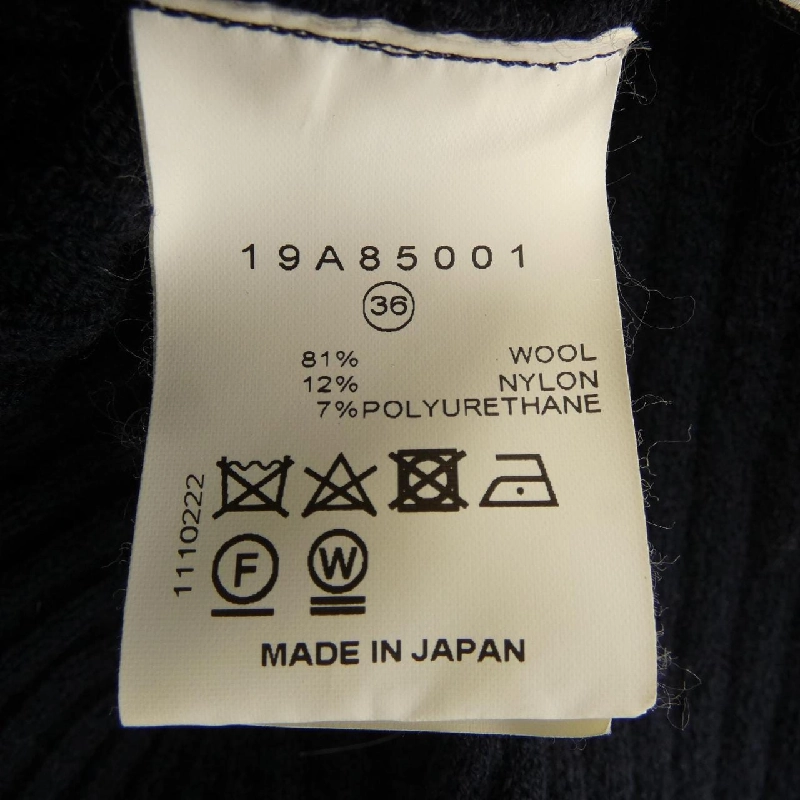 19A85001
36
81% WOOL
12% NYLON
7% POLYURETHANE
1110222
F W
MADE IN JAPAN